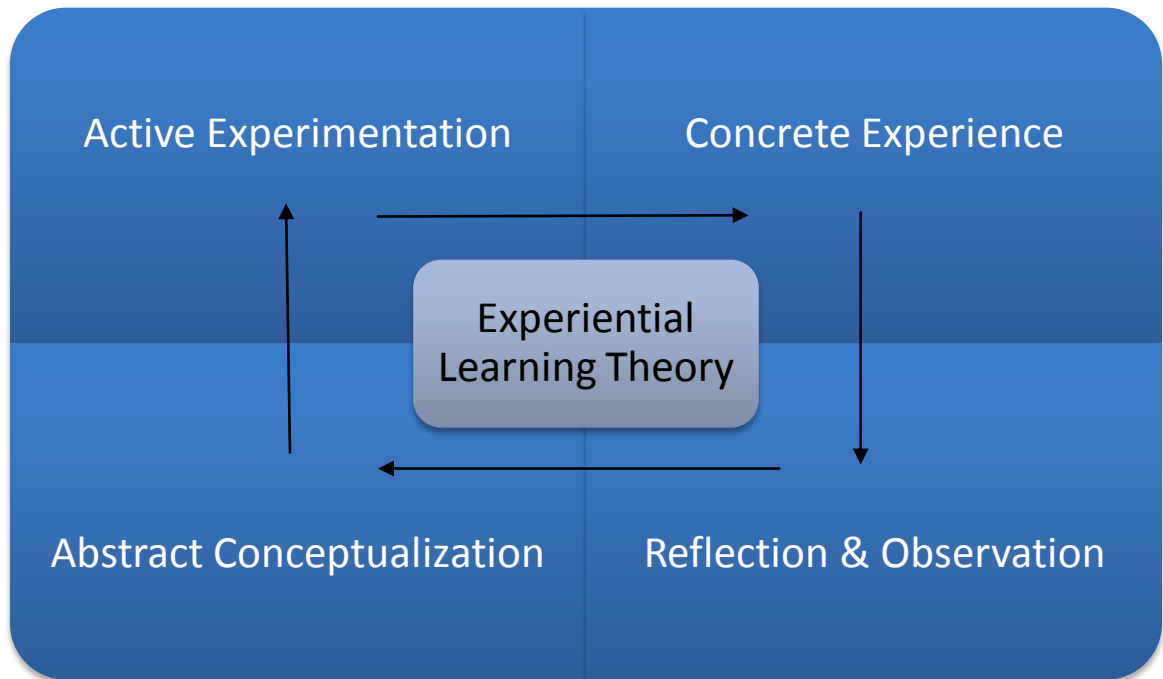 Active Experimentation
Concrete Experience
Experiential
Learning Theory
Abstract Conceptualization
Reflection & Observation